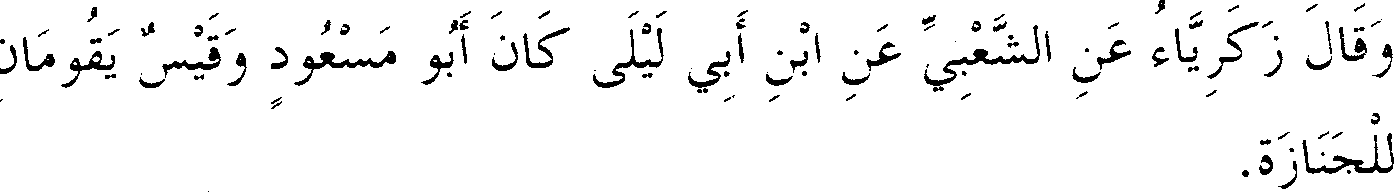 وَقَالَ زَكَرِيَّاءُ عَنِ الشَّعْبِيِّ عَنِ ابْنِ أَبِي لَيْلَى كَانَ أَبُو مَسْعُودٍ وَقَيْسٌ يَقُومَانِ
لِلْجَنَازَةِ.